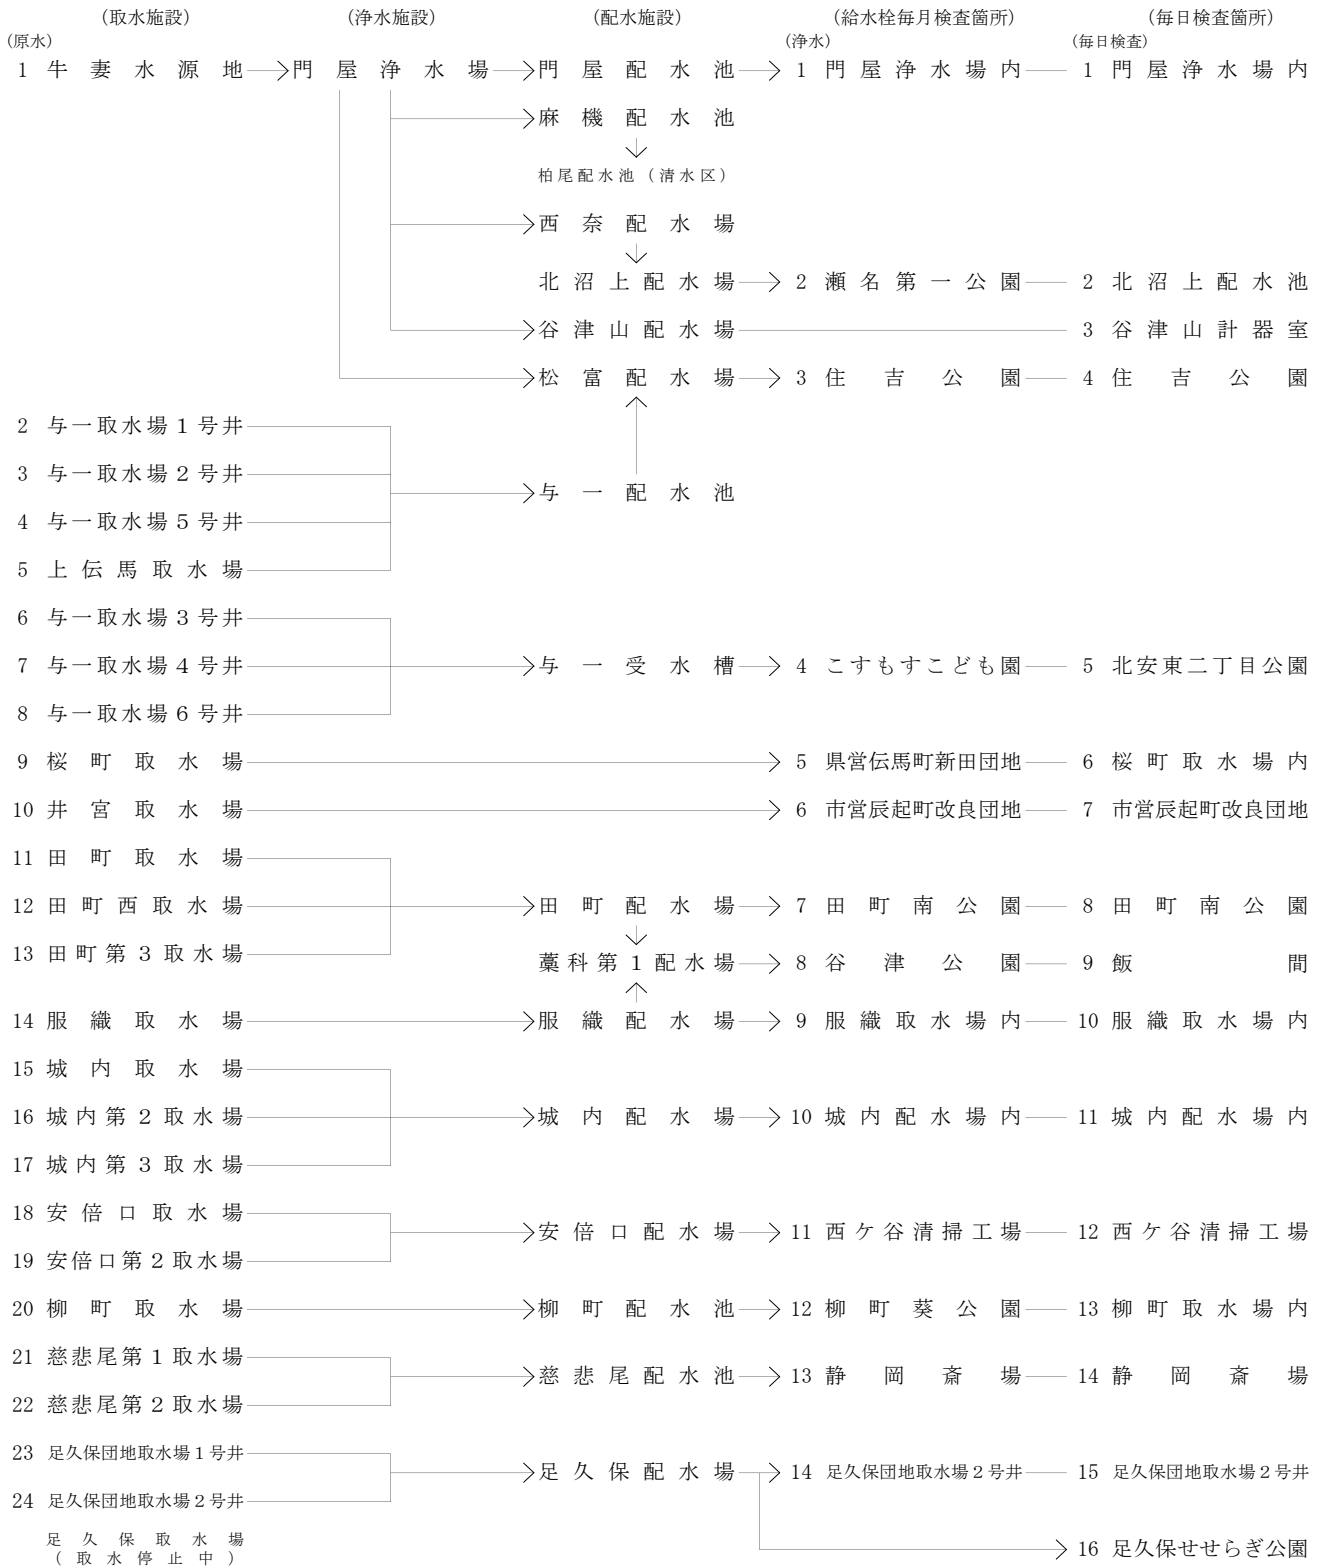 (取水施設) (浄水施設) (配水施設) (給水栓毎月検査箇所) (毎日検査箇所)
(原水) (浄水) (毎日検査)
1 牛妻水源地 門屋浄水場 門屋配水池 1 門屋浄水場内 1 門屋浄水場内
麻機配水池
柏尾配水池(清水区)
西奈配水場
北沼上配水場 2 瀬名第一公園 2 北沼上配水池
谷津山配水場 3 谷津山計器室
松富配水場 3 住吉公園 4 住吉公園
2 与一取水場1号井
3 与一取水場2号井
与一配水池
4 与一取水場5号井
5 上伝馬取水場
6 与一取水場3号井
7 与一取水場4号井 与一受水槽 4 こすもすこども園 5 北安東二丁目公園
8 与一取水場6号井
9 桜町取水場 5 県営伝馬町新田団地 6 桜町取水場内
10 井宮取水場 6 市営辰起町改良団地 7 市営辰起町改良団地
11 田町取水場
12 田町西取水場 田町配水場 7 田町南公園 8 田町南公園
13 田町第3取水場
藁科第1配水場 8 谷津公園 9 飯間
14 服織取水場 服織配水場 9 服織取水場内 10 服織取水場内
15 城内取水場
16 城内第2取水場 城内配水場 10 城内配水場内 11 城内配水場内
17 城内第3取水場
18 安倍口取水場
安倍口配水場 11 西ケ谷清掃工場 12 西ケ谷清掃工場
19 安倍口第2取水場
20 柳町取水場 柳町配水池 12 柳町葵公園 13 柳町取水場内
21 慈悲尾第1取水場
慈悲尾配水池 13 静岡斎場 14 静岡斎場
22 慈悲尾第2取水場
23 足久保団地取水場1号井
足久保配水場 14 足久保団地取水場2号井 15 足久保団地取水場2号井
24 足久保団地取水場2号井
足久保取水場
(取水停止中)
16 足久保せせらぎ公園